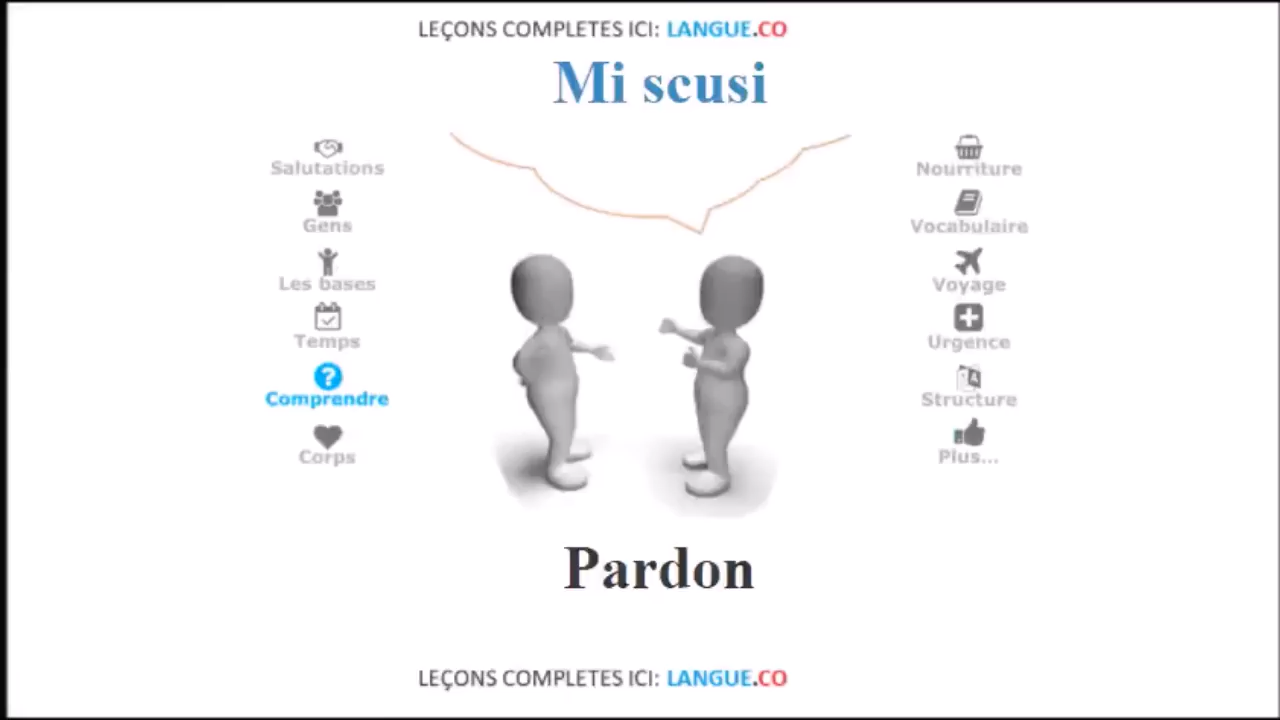 LEÇONS COMPLETES ICI: LANGUE.CO
Mi scusi
Salutations
Gens
Les bases
Temps
Comprendre
Corps
Nourriture
Vocabulaire
Voyage
Urgence
Structure
Plus...
Pardon
LEÇONS COMPLETES ICI: LANGUE.CO